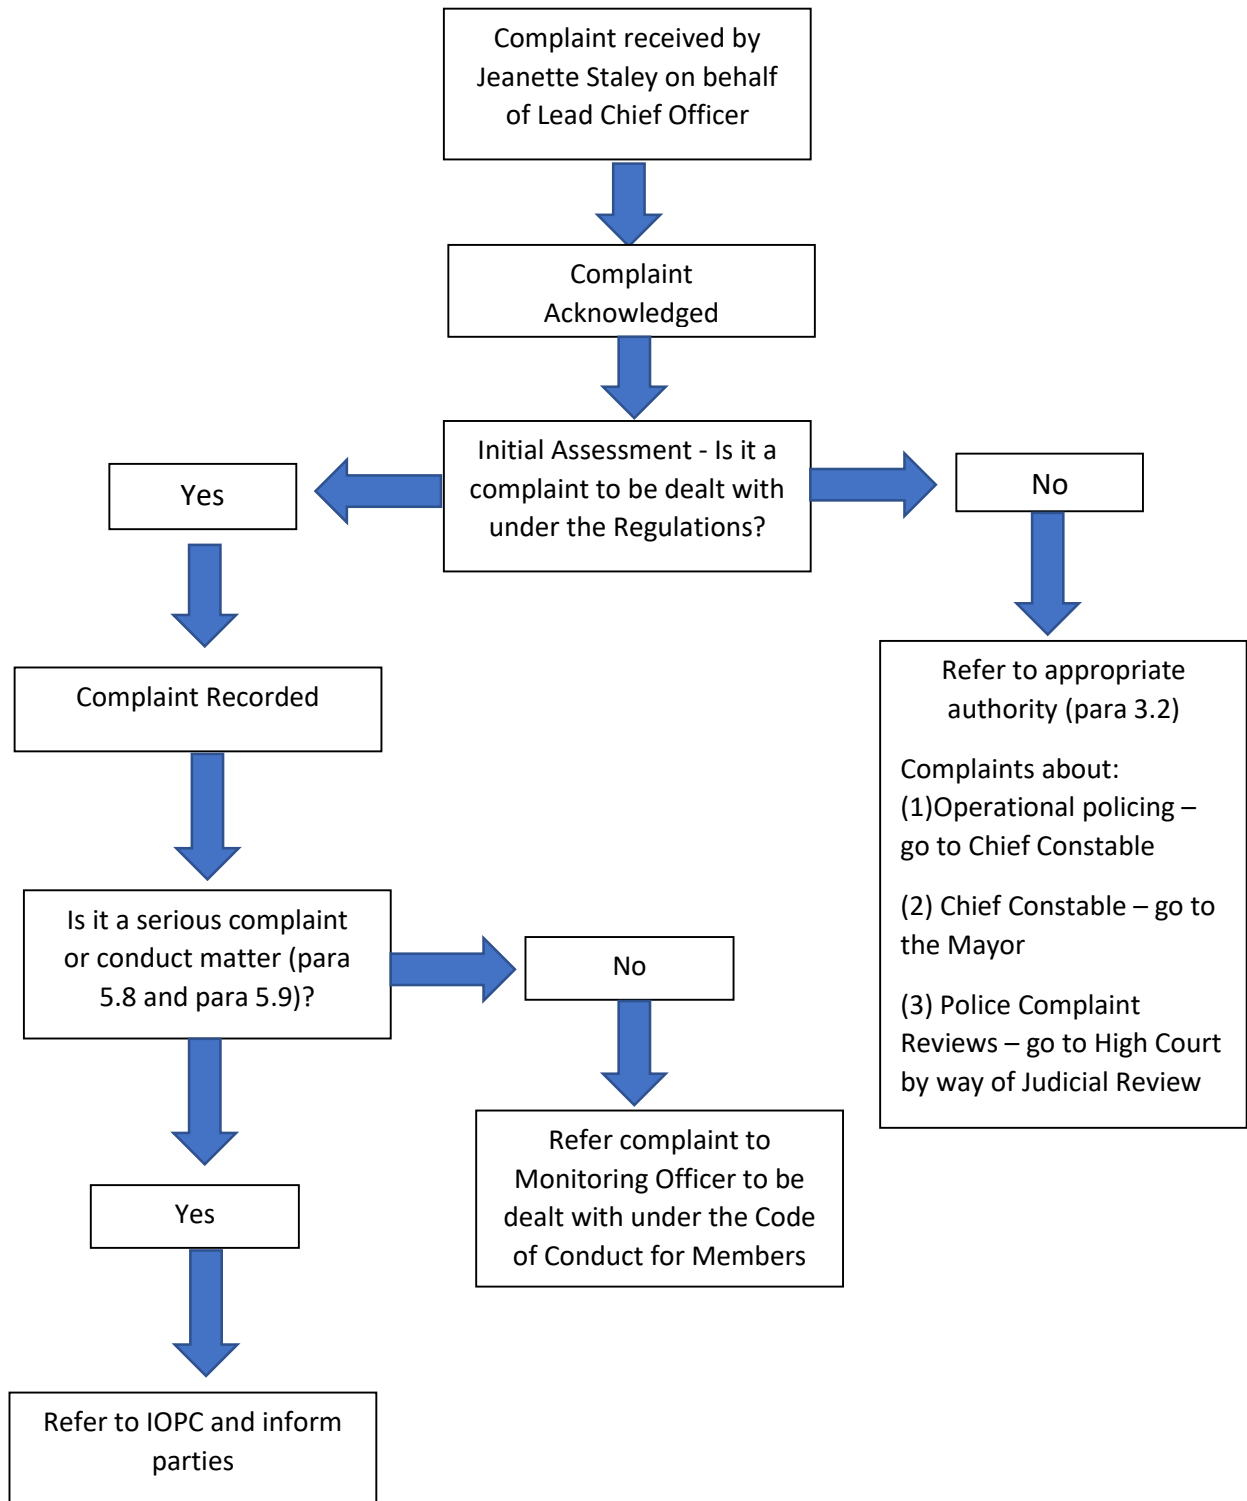 Complaint received by
Jeanette Staley on behalf
of Lead Chief Officer
Complaint
Acknowledged
Initial Assessment - Is it a
complaint to be dealt with
under the Regulations?
Yes
No
Complaint Recorded
Refer to appropriate
authority (para 3.2)
Complaints about:
(1)Operational policing –
go to Chief Constable
(2) Chief Constable – go to
the Mayor
(3) Police Complaint
Reviews – go to High Court
by way of Judicial Review
Is it a serious complaint
or conduct matter (para
5.8 and para 5.9)?
No
Refer complaint to
Monitoring Officer to be
dealt with under the Code
of Conduct for Members
Yes
Refer to IOPC and inform
parties